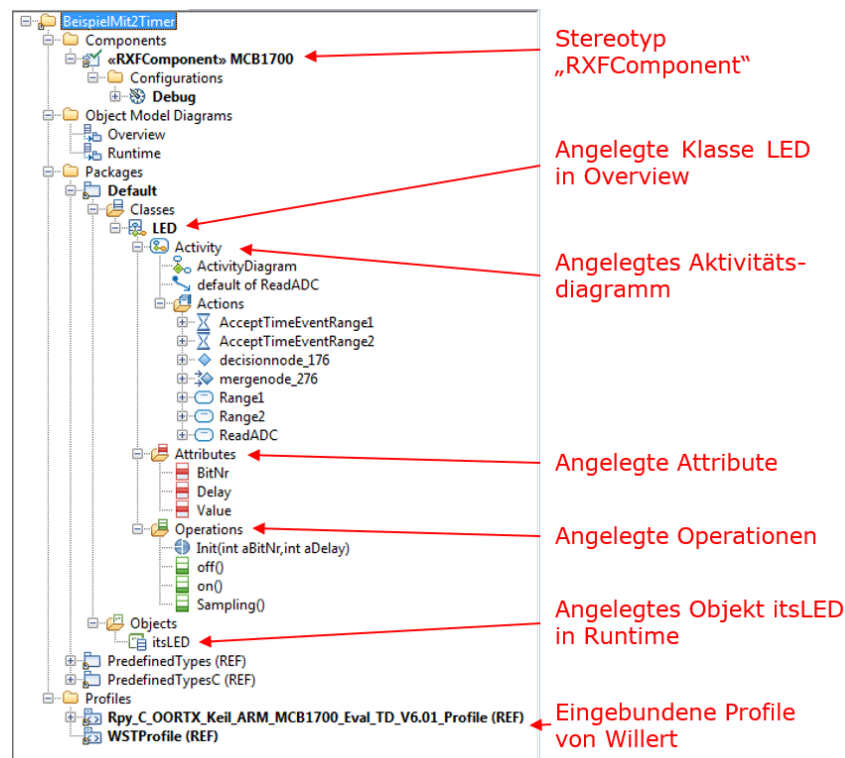 BeispielMit2Timer
Components
«RXFComponent» MCB1700
Configurations
Debug
Object Model Diagrams
Overview
Runtime
Packages
Default
Classes
LED
Activity
ActivityDiagram
default of ReadADC
Actions
AcceptTimeEventRange1
AcceptTimeEventRange2
decisionnode_176
mergenode_276
Range1
Range2
ReadADC
Attributes
BitNr
Delay
Value
Operations
Init(int aBitNr,int aDelay)
off()
on()
Sampling()
Objects
itsLED
PredefinedTypes (REF)
PredefinedTypesC (REF)
Profiles
Rpy_C_OORTX_Keil_ARM_MCB1700_Eval_TD_V6.01_Profile (REF)
WSTProfile (REF)
Stereotyp
„RXFComponent“
Angelegte Klasse LED
in Overview
Angelegtes Aktivitäts-
diagramm
Angelegte Attribute
Angelegte Operationen
Angelegtes Objekt itsLED
in Runtime
Eingebundene Profile
von Willert